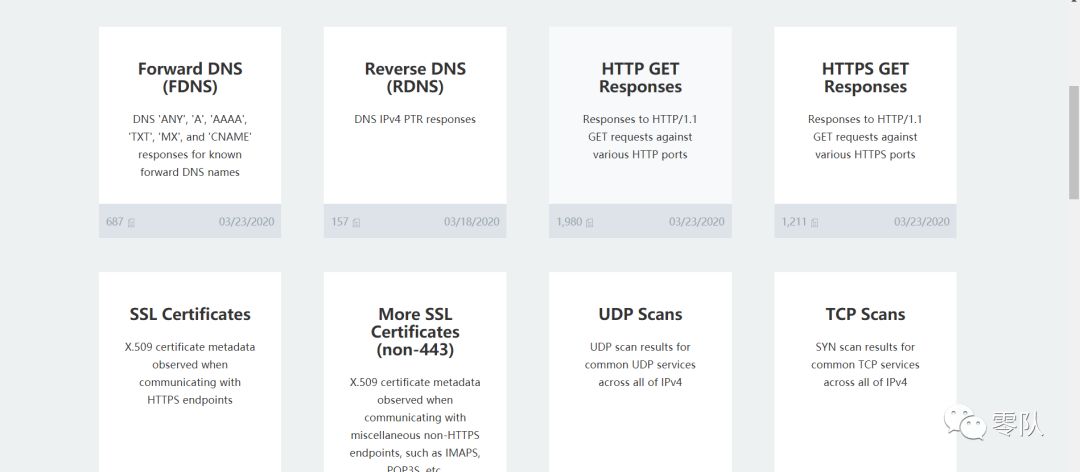 Forward DNS
(FDNS)
DNS 'ANY', 'A', 'AAAA',
'TXT', 'MX', and 'CNAME'
responses for known
forward DNS names
687
03/23/2020
Reverse DNS
(RDNS)
DNS IPv4 PTR responses
157
03/18/2020
HTTP GET
Responses
Responses to HTTP/1.1
GET requests against
various HTTP ports
1,980
03/23/2020
HTTPS GET
Responses
Responses to HTTP/1.1
GET requests against
various HTTPS ports
1,211
03/23/2020
SSL Certificates
X.509 certificate metadata
observed when
communicating with
HTTPS endpoints
More SSL
Certificates
(non-443)
X.509 certificate metadata
observed when
communicating with
miscellaneous non-HTTPS
endpoints, such as IMAPS,
POP3S, etc
UDP Scans
UDP scan results for
common UDP services
across all of IPv4
TCP Scans
SYN scan results for
common TCP services
across all of IPv4
零队